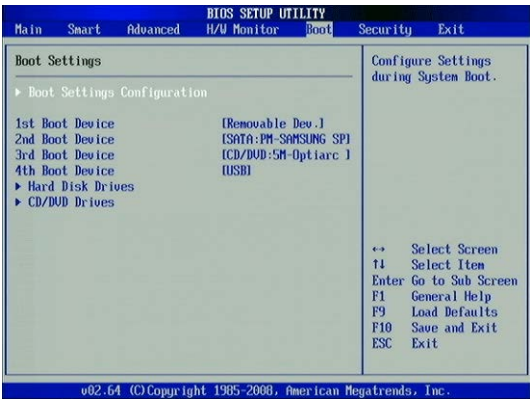 BIOS SETUP UTILITY
Main Smart Advanced H/W Monitor Boot Security Exit
Boot Settings
▶ Boot Settings Configuration
1st Boot Device [Removable Dev.]
2nd Boot Device [SATA:PM-SAMSUNG SP]
3rd Boot Device [CD/DVD:5M-Optiarc ]
4th Boot Device [USB]
▶ Hard Disk Drives
▶ CD/DVD Drives
Configure Settings
during System Boot.
↔ Select Screen
↑↓ Select Item
Enter Go to Sub Screen
F1 General Help
F9 Load Defaults
F10 Save and Exit
ESC Exit
v02.64 (C)Copyright 1985-2008, American Megatrends, Inc.